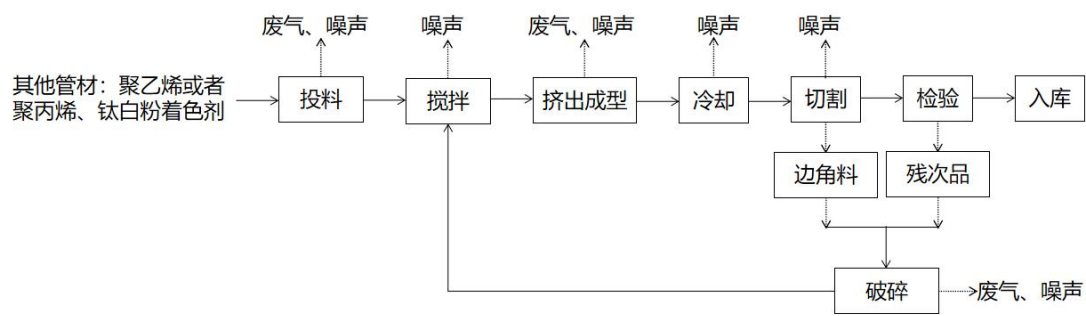 废气、噪声
噪声
废气、噪声
噪声
噪声
其他管材：聚乙烯或者
聚丙烯、钛白粉着色剂
投料
搅拌
挤出成型
冷却
切割
检验
入库
边角料
残次品
破碎
废气、噪声